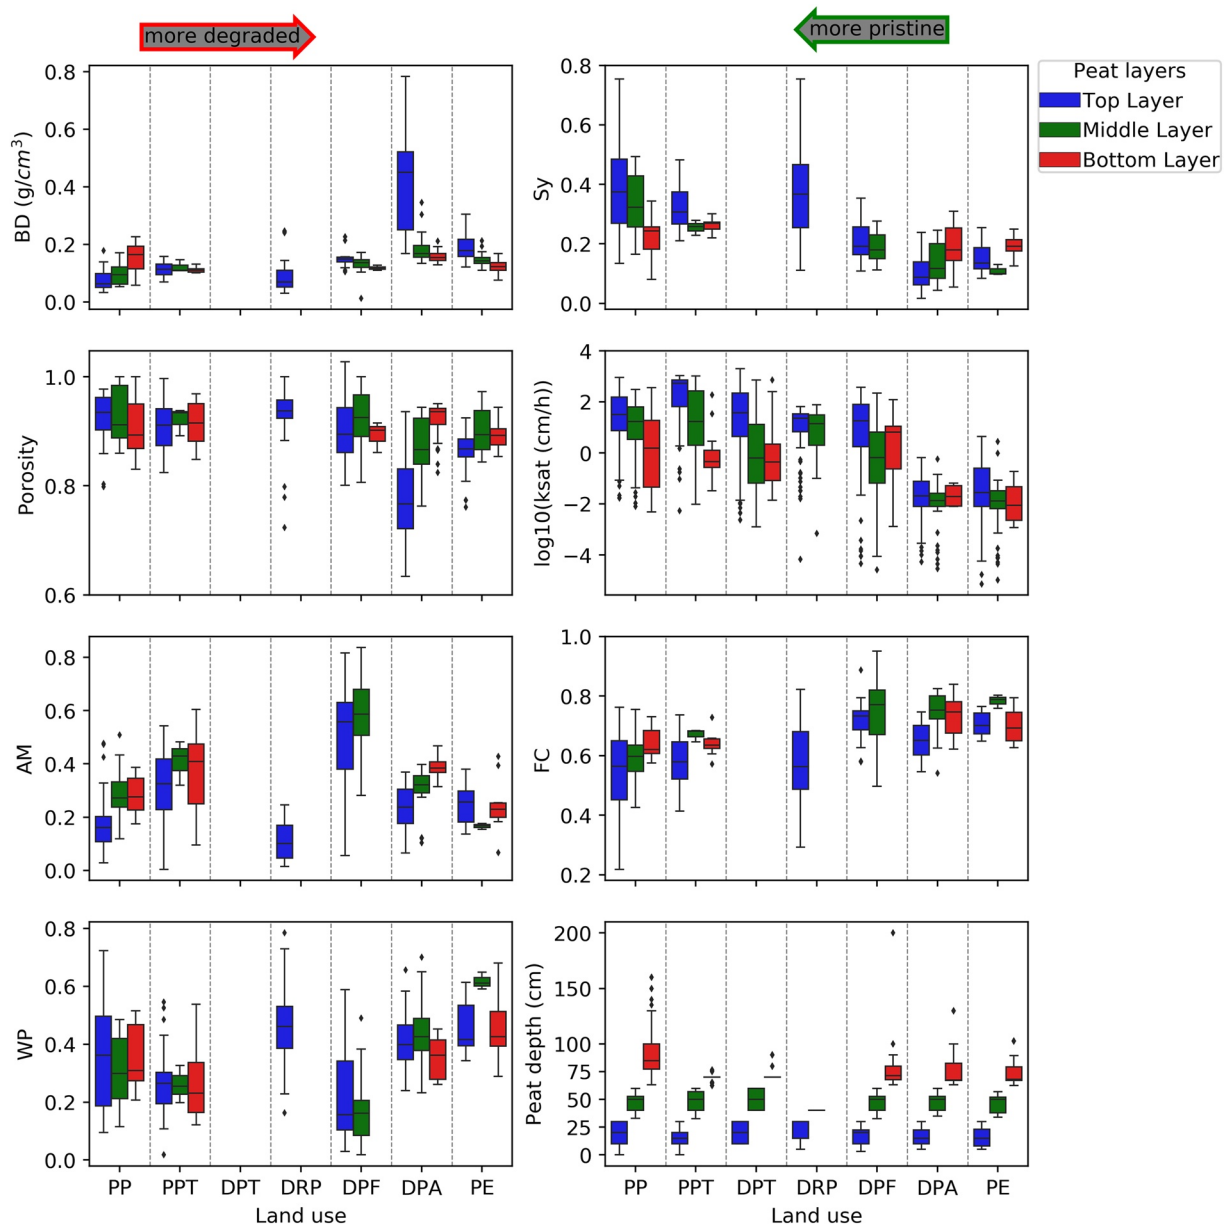 more degraded
more pristine
Peat layers
Top Layer
Middle Layer
Bottom Layer
BD (g/cm³)
0.8
0.6
0.4
0.2
0.0
Sy
0.8
0.6
0.4
0.2
0.0
Porosity
1.0
0.8
0.6
log10(ksat (cm/h))
4
2
0
−2
−4
AM
0.8
0.6
0.4
0.2
0.0
FC
1.0
0.8
0.6
0.4
0.2
WP
0.8
0.6
0.4
0.2
0.0
Peat depth (cm)
200
150
100
75
50
25
0
PP PPT DPT DRP DPF DPA PE
Land use
PP PPT DPT DRP DPF DPA PE
Land use